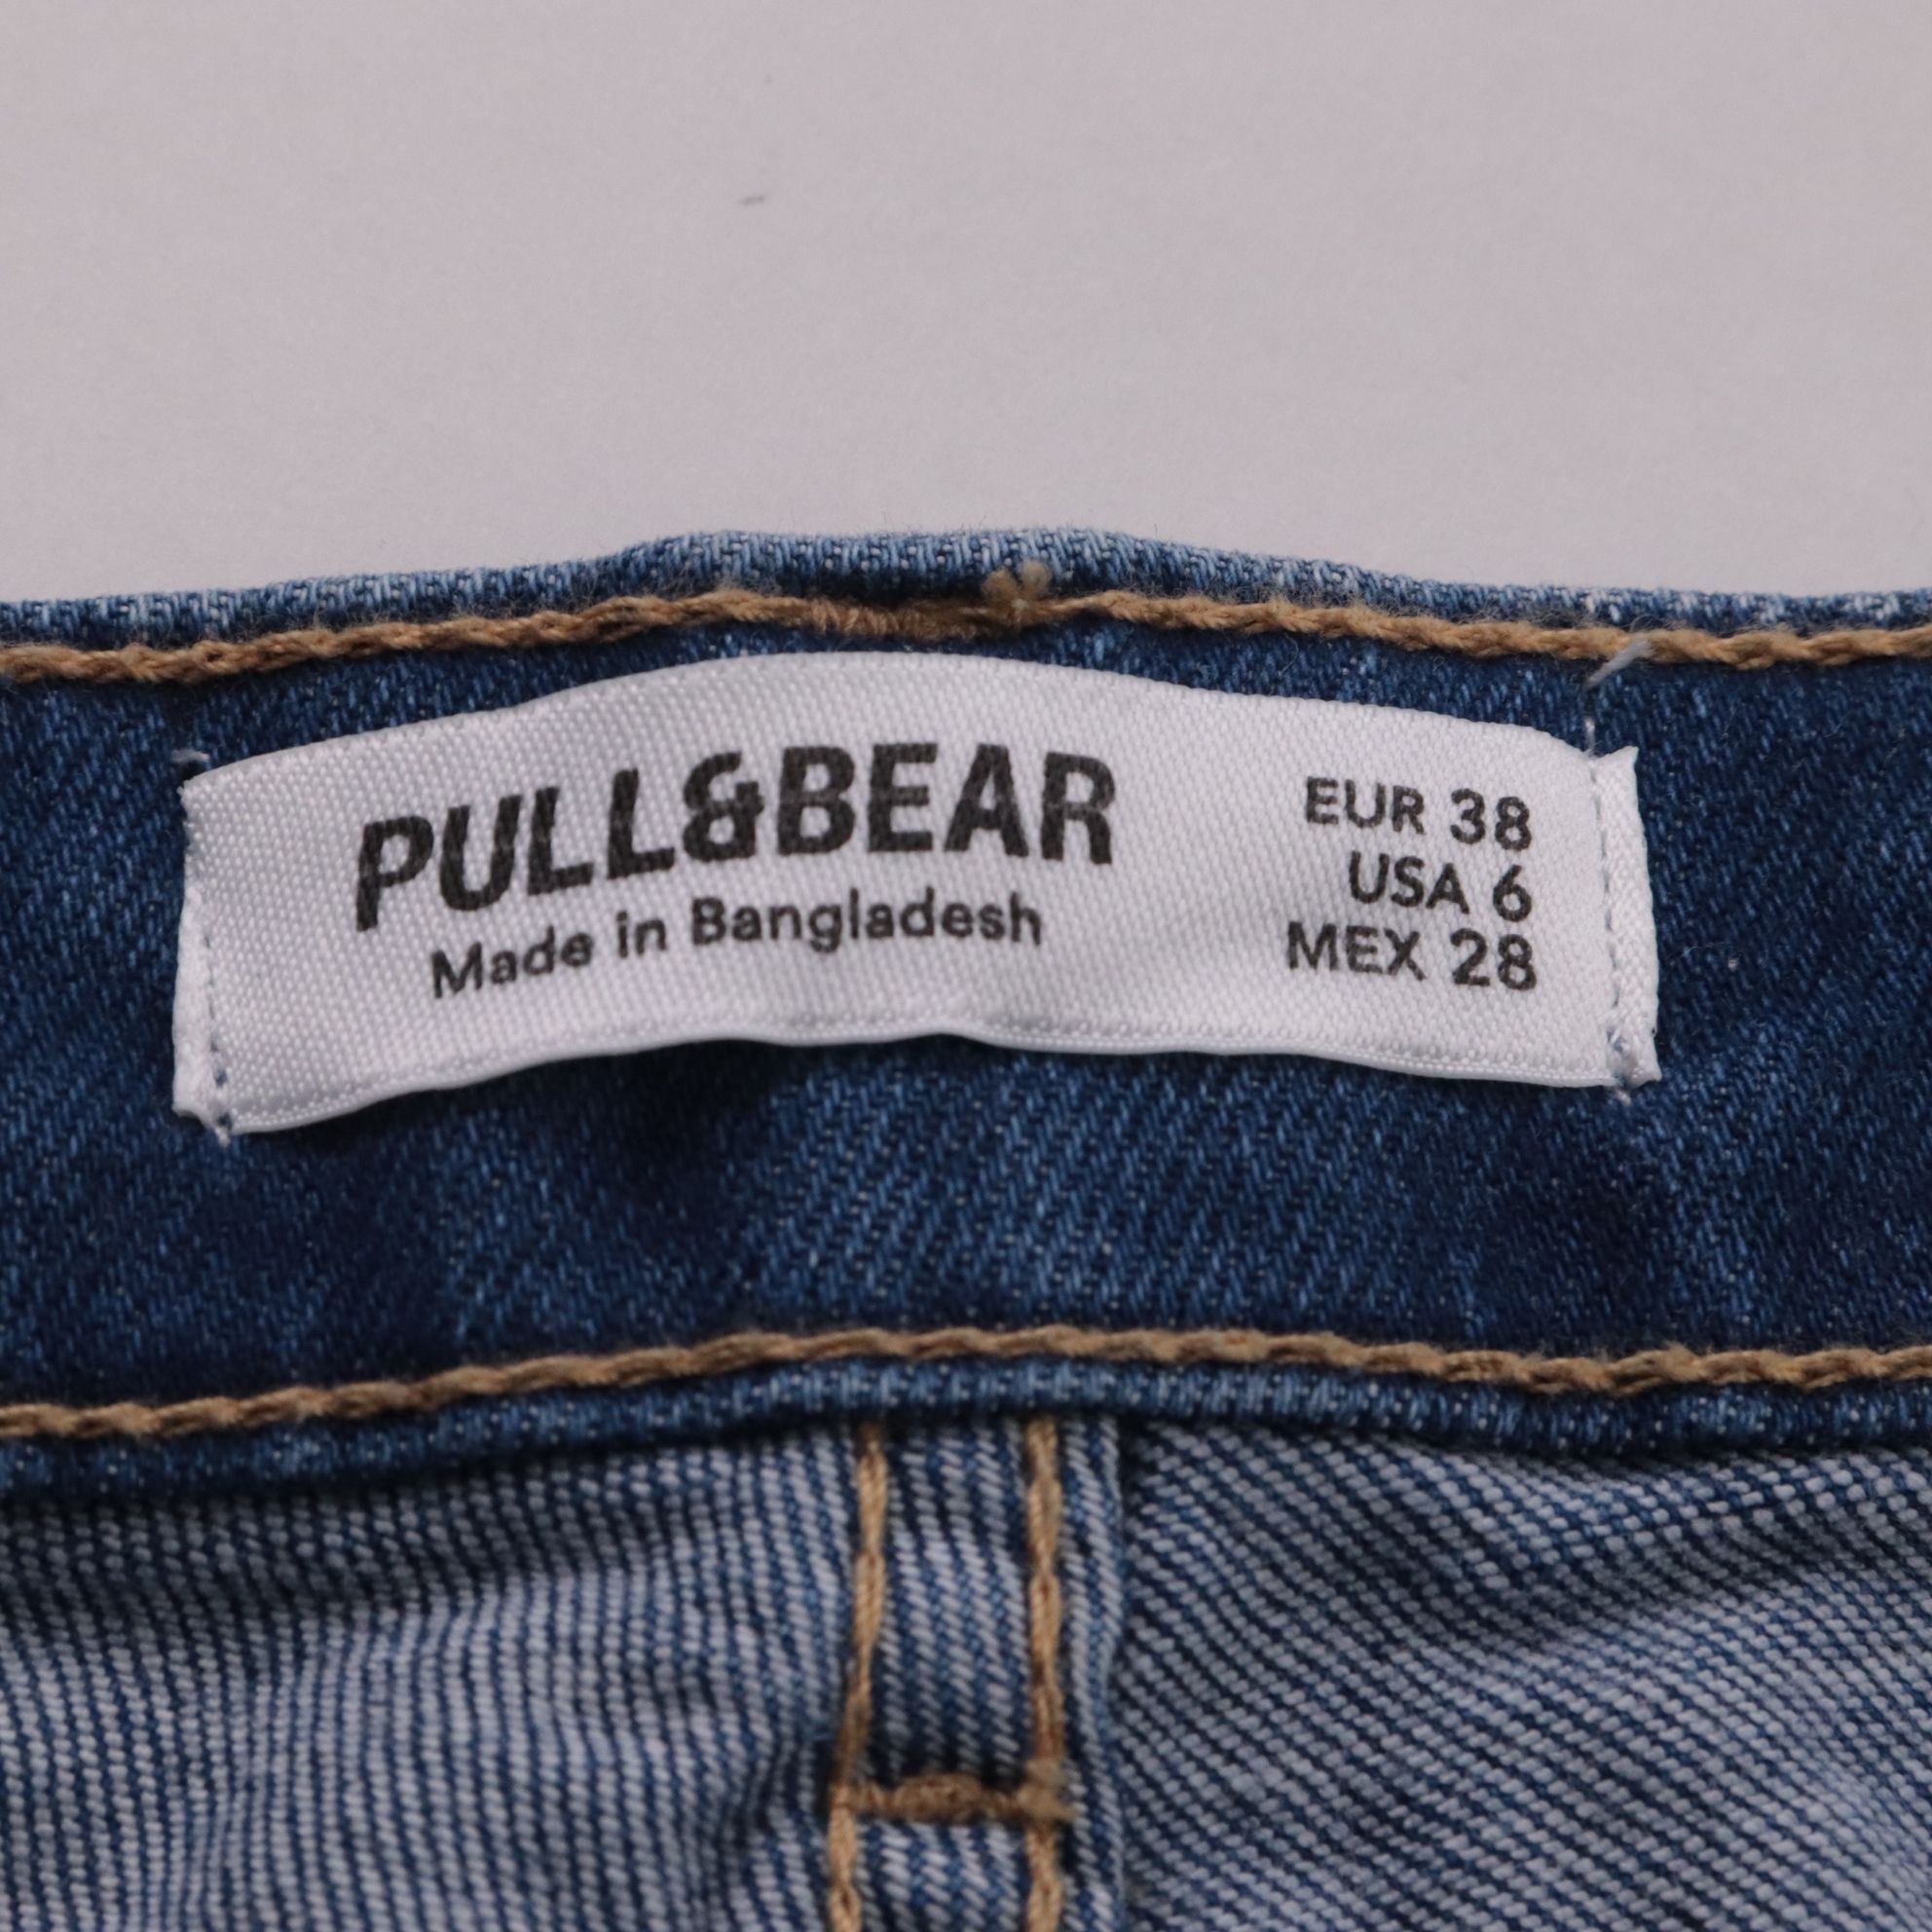 PULL&BEAR
Made in Bangladesh
EUR 38
USA 6
MEX 28